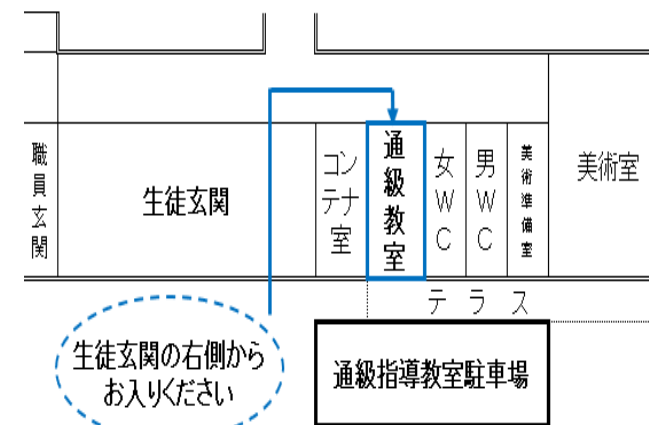 職員玄関
生徒玄関
コンテナ室
通級教室
女WC
男WC
美術準備室
美術室
テラス
生徒玄関の右側から
お入りください
通級指導教室駐車場